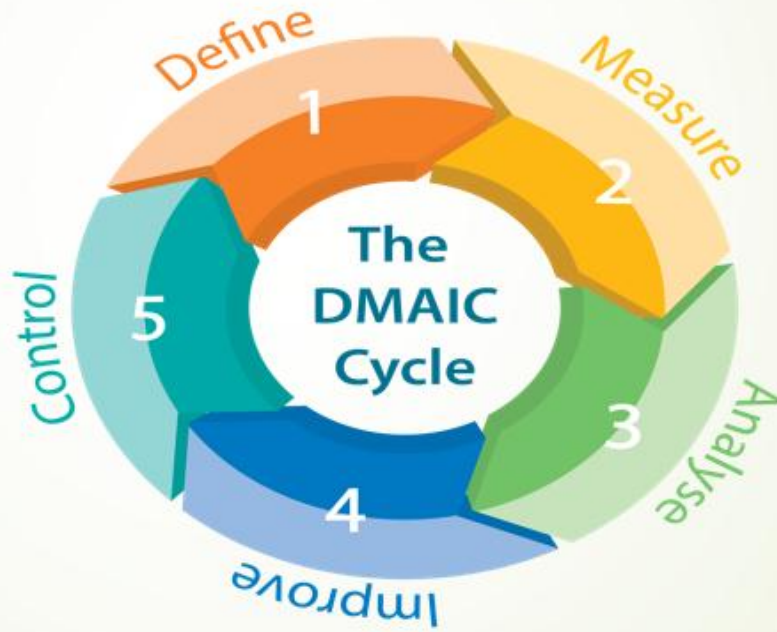 The
DMAIC
Cycle
1
Define
2
Measure
3
Analyse
4
Improve
5
Control